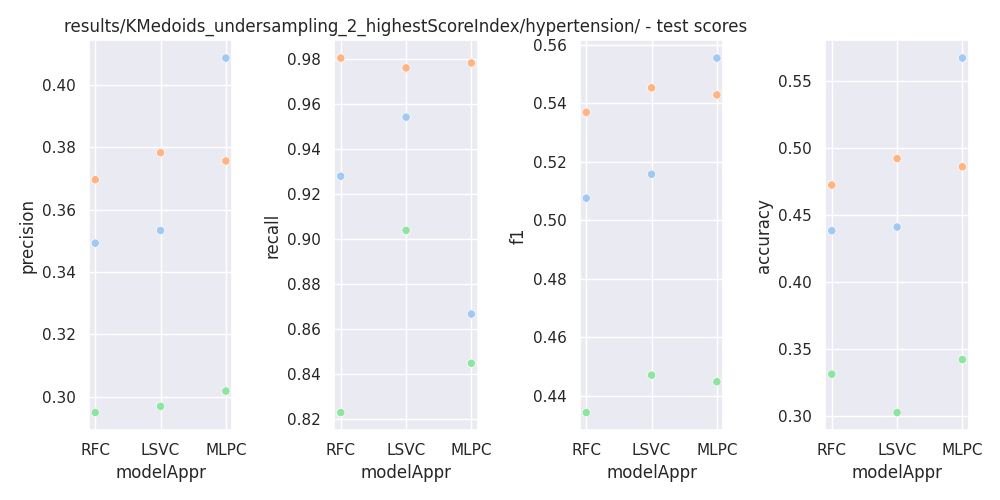 results/KMedoids_undersampling_2_highestScoreIndex/hypertension/ - test scores
precision
0.40
0.38
0.36
0.34
0.32
0.30
RFC LSVC MLPC
modelAppr
recall
0.98
0.96
0.94
0.92
0.90
0.88
0.86
0.84
0.82
RFC LSVC MLPC
modelAppr
f1
0.56
0.54
0.52
0.50
0.48
0.46
0.44
RFC LSVC MLPC
modelAppr
accuracy
0.55
0.50
0.45
0.40
0.35
0.30
RFC LSVC MLPC
modelAppr